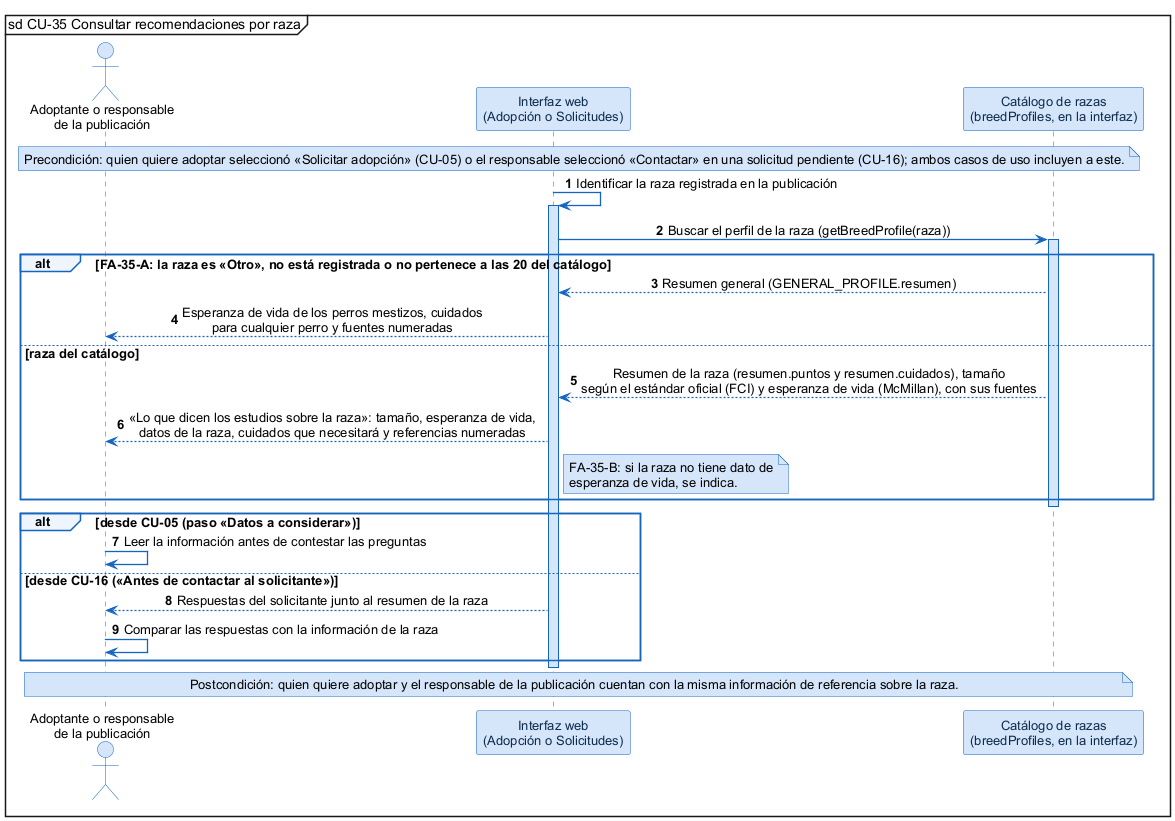 sd CU-35 Consultar recomendaciones por raza
Adoptante o responsable
de la publicación
Interfaz web
(Adopción o Solicitudes)
Catálogo de razas
(breedProfiles, en la interfaz)
Precondición: quien quiere adoptar seleccionó «Solicitar adopción» (CU-05) o el responsable seleccionó «Contactar» en una solicitud pendiente (CU-16); ambos casos de uso incluyen a este.
1 Identificar la raza registrada en la publicación
2 Buscar el perfil de la raza (getBreedProfile(raza))
alt [FA-35-A: la raza es «Otro», no está registrada o no pertenece a las 20 del catálogo]
3 Resumen general (GENERAL_PROFILE.resumen)
4 Esperanza de vida de los perros mestizos, cuidados
para cualquier perro y fuentes numeradas
[raza del catálogo]
5 Resumen de la raza (resumen.puntos y resumen.cuidados), tamaño
según el estándar oficial (FCI) y esperanza de vida (McMillan), con sus fuentes
6 «Lo que dicen los estudios sobre la raza»: tamaño, esperanza de vida,
datos de la raza, cuidados que necesitará y referencias numeradas
FA-35-B: si la raza no tiene dato de
esperanza de vida, se indica.
alt [desde CU-05 (paso «Datos a considerar»)]
7 Leer la información antes de contestar las preguntas
[desde CU-16 («Antes de contactar al solicitante»)]
8 Respuestas del solicitante junto al resumen de la raza
9 Comparar las respuestas con la información de la raza
Postcondición: quien quiere adoptar y el responsable de la publicación cuentan con la misma información de referencia sobre la raza.
Adoptante o responsable
de la publicación
Interfaz web
(Adopción o Solicitudes)
Catálogo de razas
(breedProfiles, en la interfaz)